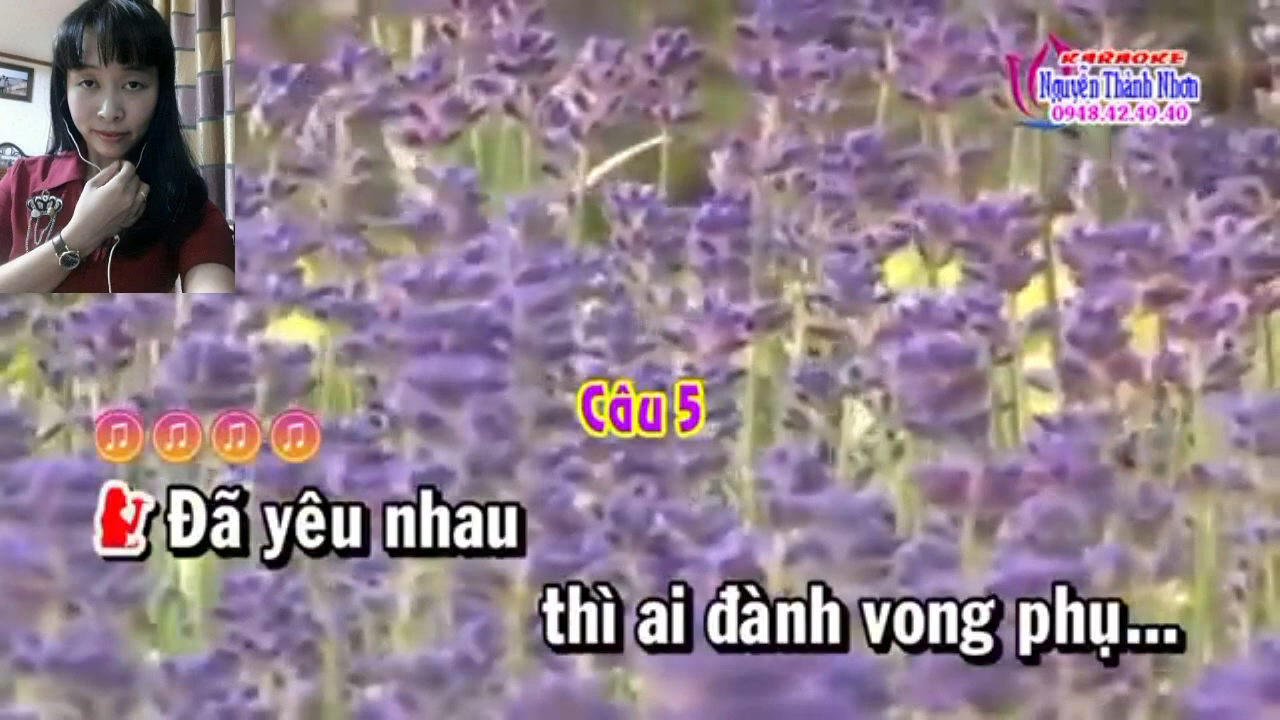 KARAOKE
Nguyễn Thành Nhơn
0948.42.49.40
Câu 5
Đã yêu nhau
thì ai đành vong phụ...